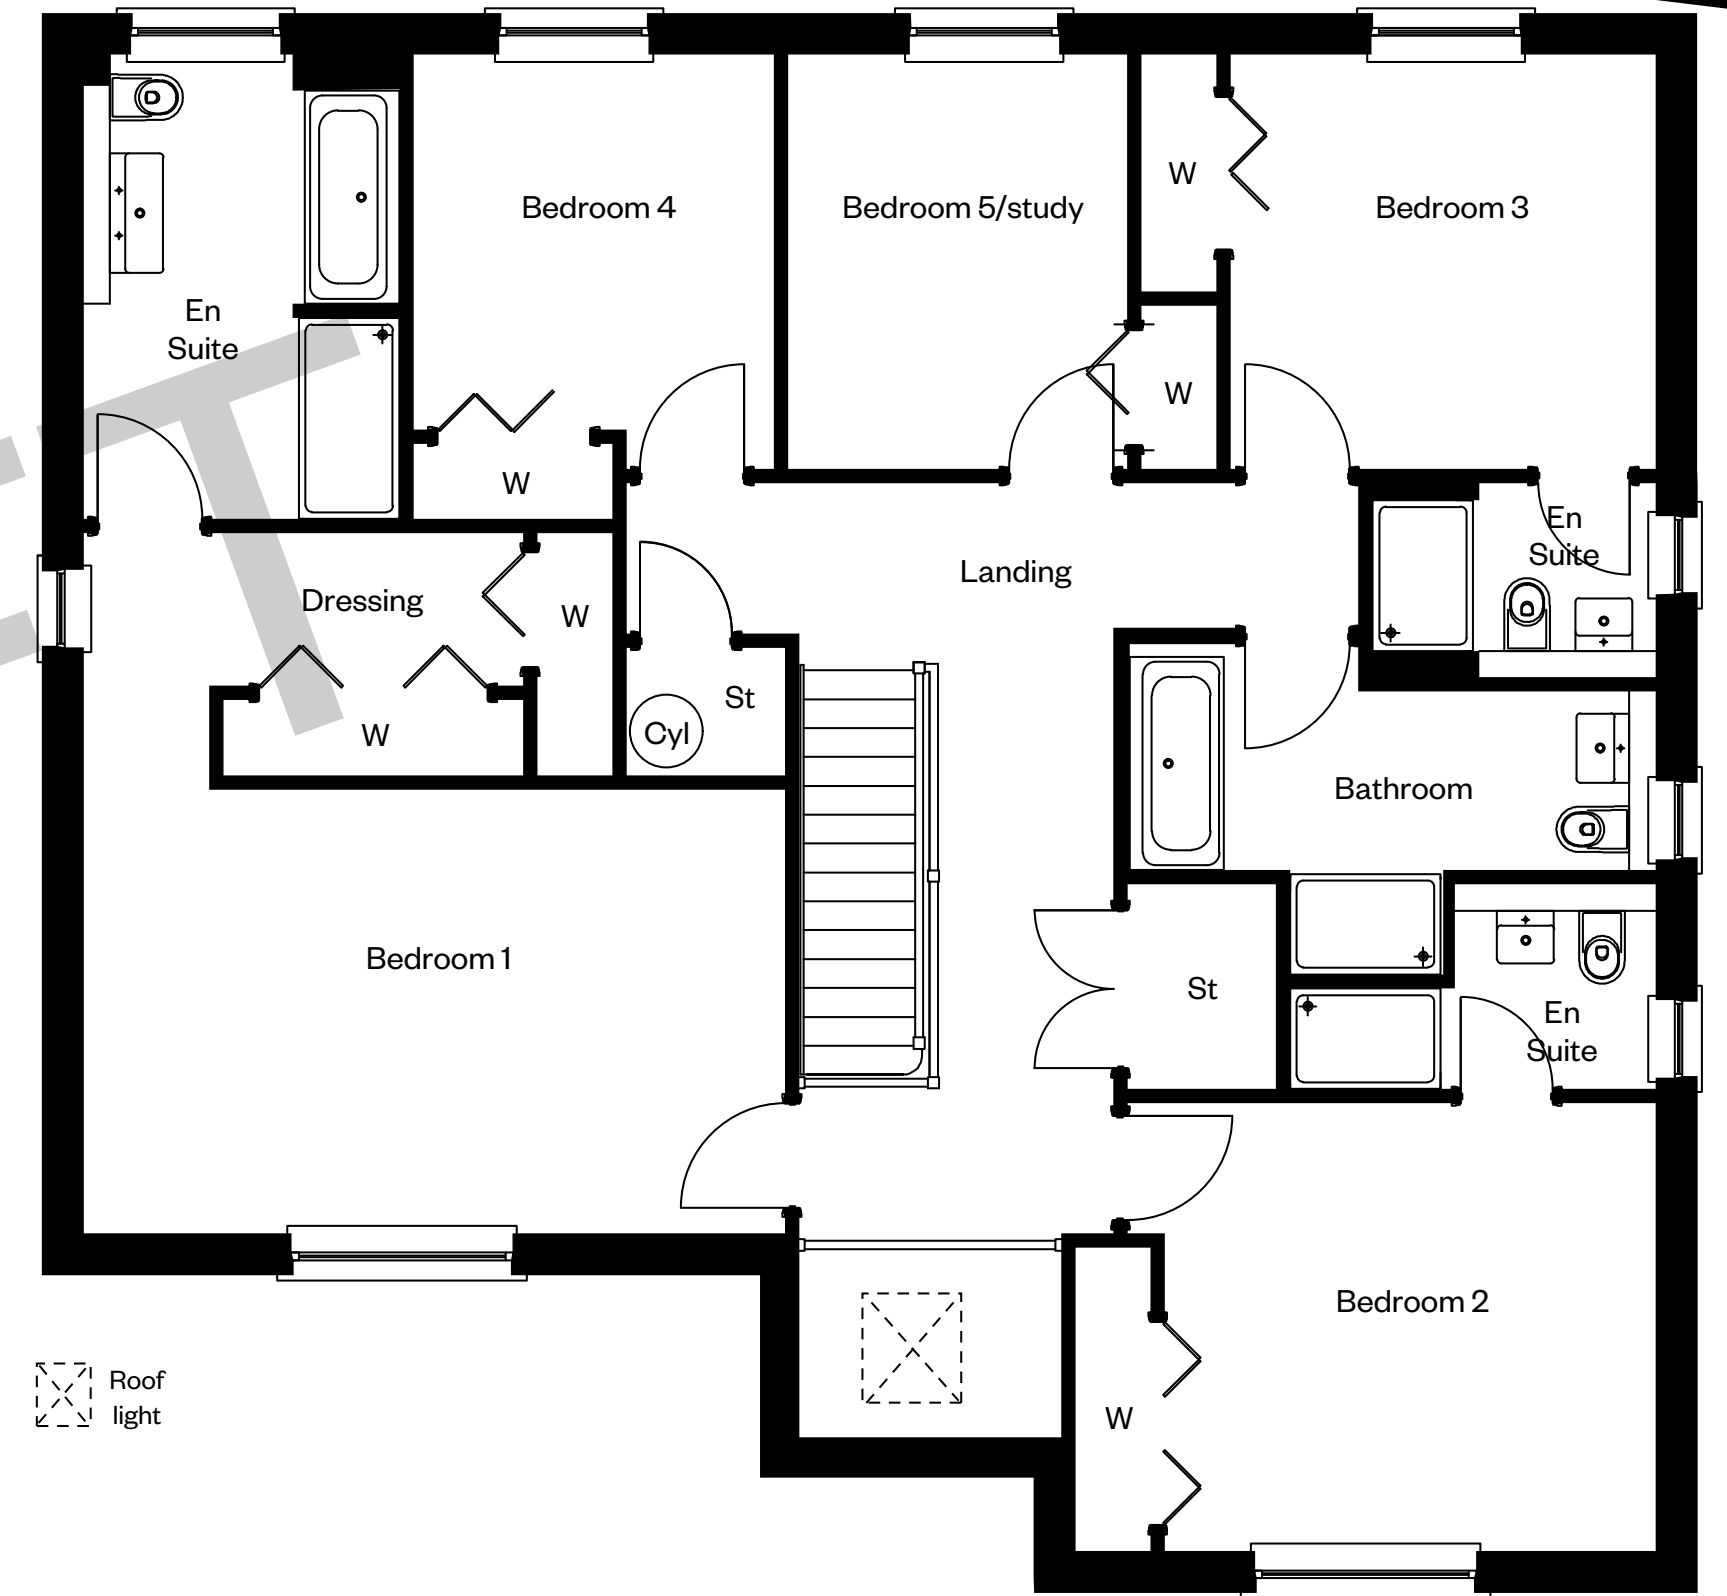 Bedroom 4
Bedroom 5/study
W
Bedroom 3
En
Suite
W
W
En
Suite
Landing
Dressing
W
St
Cyl
W
Bathroom
Bedroom 1
St
En
Suite
Bedroom 2
W
Roof
light